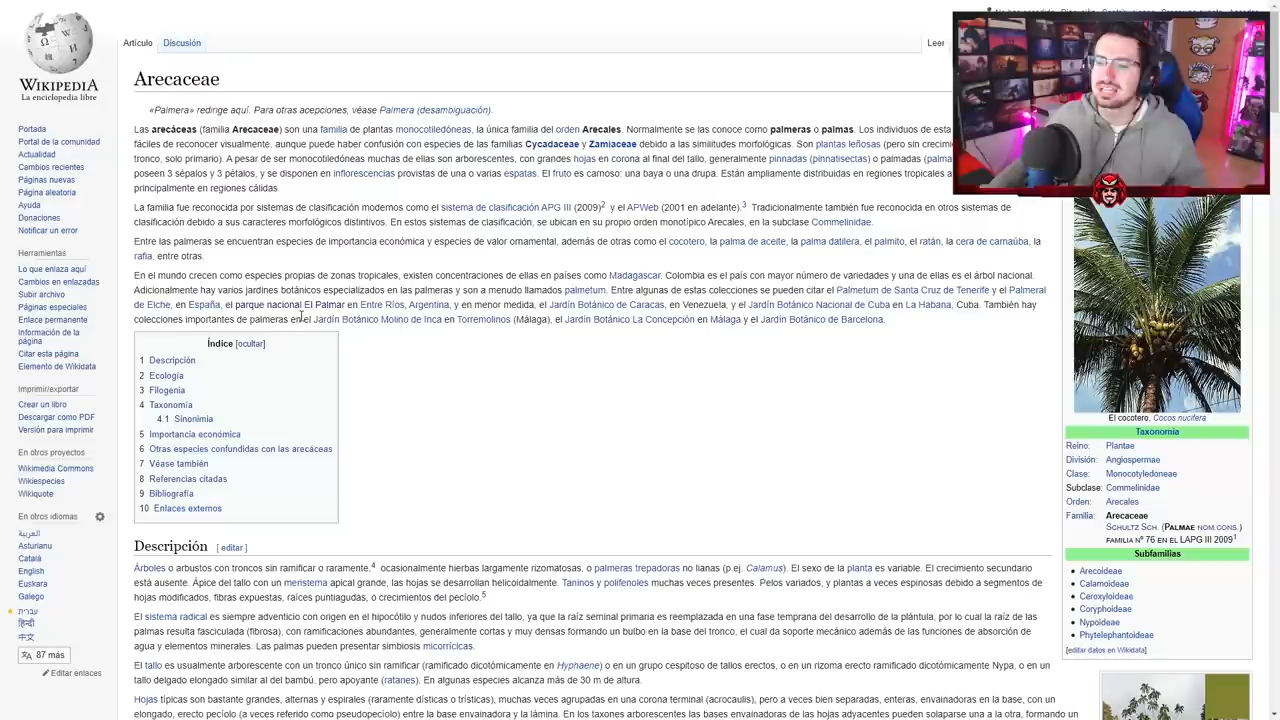 WIKIPEDIA
La enciclopedia libre
Portada
Portal de la comunidad
Actualidad
Cambios recientes
Páginas nuevas
Página aleatoria
Ayuda
Donaciones
Notificar un error
Herramientas
Lo que enlaza aquí
Cambios en enlazadas
Subir archivo
Páginas especiales
Enlace permanente
Información de la
página
Citar esta página
Elemento de Wikidata
Imprimir/exportar
Crear un libro
Descargar como PDF
Versión para imprimir
En otros proyectos
Wikimedia Commons
Wikiespecies
Wikiquote
En otros idiomas
العربية
Asturianu
Català
English
Euskara
Galego
עברית
हिन्दी
中文
文A 87 más
Editar enlaces
Artículo Discusión
Leer
Arecaceae
«Palmera» redirige aquí. Para otras acepciones, véase Palmera (desambiguación).
Las arecáceas (familia Arecaceae) son una familia de plantas monocotiledóneas, la única familia del orden Arecales. Normalmente se las conoce como palmeras o palmas. Los individuos de esta
fáciles de reconocer visualmente, aunque puede haber confusión con especies de las familias Cycadaceae y Zamiaceae debido a las similitudes morfológicas. Son plantas leñosas (pero sin
tronco, solo primario). A pesar de ser monocotiledóneas muchas de ellas son arborescentes, con grandes hojas en corona al final del tallo, generalmente pinnadas (pinnatisectas) o palmadas
poseen 3 sépalos y 3 pétalos, y se disponen en inflorescencias provistas de una o varias espatas. El fruto es carnoso: una baya o una drupa. Están ampliamente distribuidas en regiones tropicales
principalmente en regiones cálidas.
La familia fue reconocida por sistemas de clasificación modernos como el sistema de clasificación APG III (2009)2 y el APWeb (2001 en adelante).3 Tradicionalmente también fue reconocida en otros sistemas de
clasificación debido a sus caracteres morfológicos distintivos. En estos sistemas de clasificación, se ubican en su propio orden monotípico Arecales, en la subclase Commelinidae.
Entre las palmeras se encuentran especies de importancia económica y especies de valor ornamental, además de otras como el cocotero, la palma de aceite, la palma datilera, el palmito, el ratán, la cera de carnaúba, la
rafia, entre otras.
En el mundo crecen como especies propias de zonas tropicales, existen concentraciones de ellas en países como Madagascar. Colombia es el país con mayor número de variedades y una de ellas es el árbol nacional.
Adicionalmente hay varios jardines botánicos especializados en las palmeras y son a menudo llamados palmetum. Entre algunas de estas colecciones se pueden citar el Palmetum de Santa Cruz de Tenerife y el Palmeral
de Elche, en España, el parque nacional El Palmar en Entre Ríos, Argentina, y en menor medida, el Jardín Botánico de Caracas, en Venezuela, y el Jardín Botánico Nacional de Cuba en La Habana, Cuba. También hay
colecciones importantes de palmeras en el Jardín Botánico Molino de Inca en Torremolinos (Málaga), el Jardín Botánico La Concepción en Málaga y el Jardín Botánico de Barcelona.
Índice [ocultar]
1 Descripción
2 Ecología
3 Filogenia
4 Taxonomía
4.1 Sinonimia
5 Importancia económica
6 Otras especies confundidas con las arecáceas
7 Véase también
8 Referencias citadas
9 Bibliografía
10 Enlaces externos
Descripción [ editar ]
Árboles o arbustos con troncos sin ramificar o raramente,4 ocasionalmente tallos largamente rizomatosas, o palmeras trepadoras no lianas (p ej. Calamus). El sexo de la planta es variable. El crecimiento secundario
está ausente. Ápice del tallo con un meristema apical grande, las hojas se desarrollan helicoidalmente. Taninos y polifenoles muchas veces presentes. Pelos variados, y plantas a veces espinosas debido a segmentos de
hojas modificados, fibras expuestas, raíces puntiagudas, o crecimientos del pecíolo.5
El sistema radical es siempre adventicio con origen en el hipocótilo y nudos inferiores del tallo, ya que la raíz seminal primaria es reemplazada en una fase temprana del desarrollo de la plántula, por lo cual la raíz de las
palmas resulta fasciculada (fibrosa), con ramificaciones abundantes, generalmente cortas y muy densas formando un bulbo en la base del tronco, el cual da soporte mecánico además de las funciones de absorción de
agua y elementos minerales. Las palmas pueden presentar simbiosis micorrícicas.
El tallo es usualmente arborescente con un tronco único (ramificado dicotómicamente en Hyphaene) o en un grupo cespitoso de tallos erectos, o en un rizoma erecto ramificado dicotómicamente Nypa, o en un
tallo delgado elongado similar al del bambú, pero apoyante (ratanes). En algunas especies alcanza más de 30 m de altura.
Hojas típicas son bastante grandes, alternas y espirales (raramente dísticas o trísticas), muchas veces agrupadas en una corona terminal (acrocaulis), pero a veces bien separadas, enteras, envainadoras en la base, con un
elongado, erecto pecíolo (a veces referido como pseudopecíolo) entre la base envainadora y la lámina. En los taxones arborescentes las bases envainadoras de las hojas adyacentes pueden solaparse una a la otra, formando un
El cocotero, Cocos nucifera
Taxonomía
Reino: Plantae
División: Angiospermae
Clase: Monocotyledoneae
Subclase: Commelinidae
Orden: Arecales
Familia: Arecaceae
SCHULTZ SCH. (PALMAE NOM.CONS.)
FAMILIA Nº 76 EN EL LAPG III 20091
Subfamilias
Arecoideae
Calamoideae
Ceroxyloideae
Coryphoideae
Nypoideae
Phytelephantoideae
[editar datos en Wikidata]